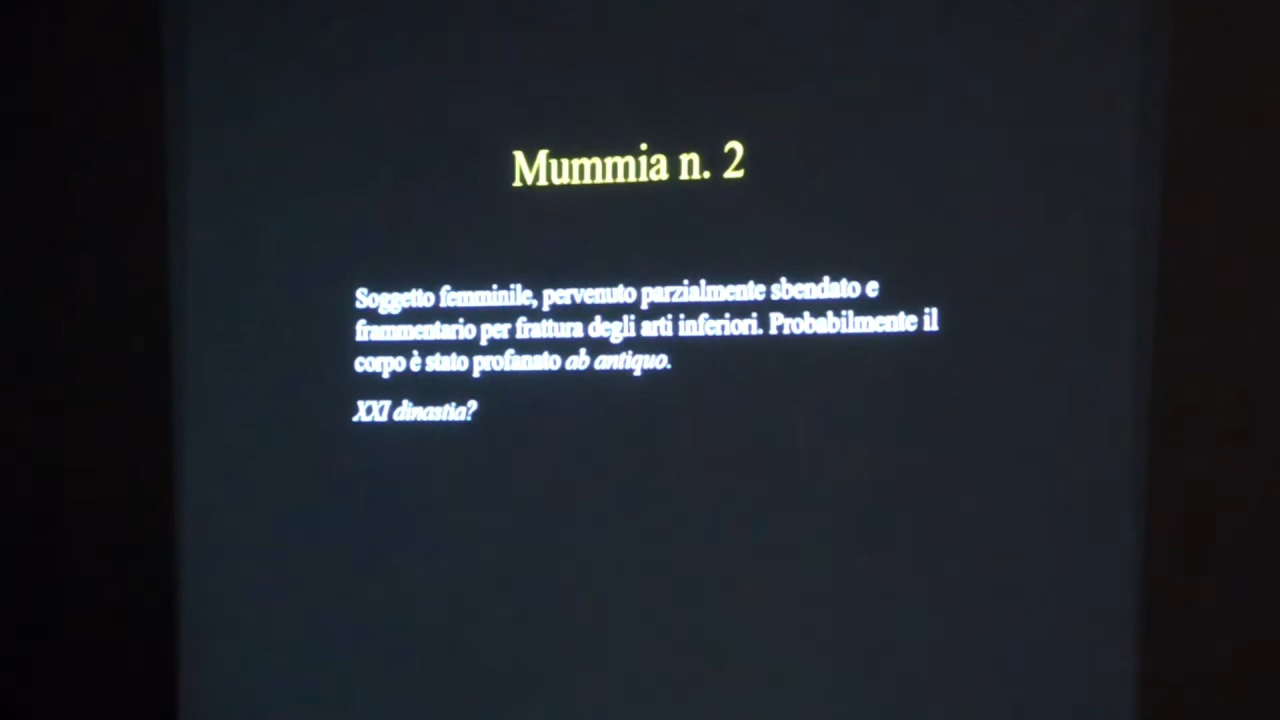 Mummia n. 2
Soggetto femminile, pervenuto parzialmente sbendato e
frammentario per frattura degli arti inferiori. Probabilmente il
corpo è stato profanato ab antiquo.
XXI dinastia?